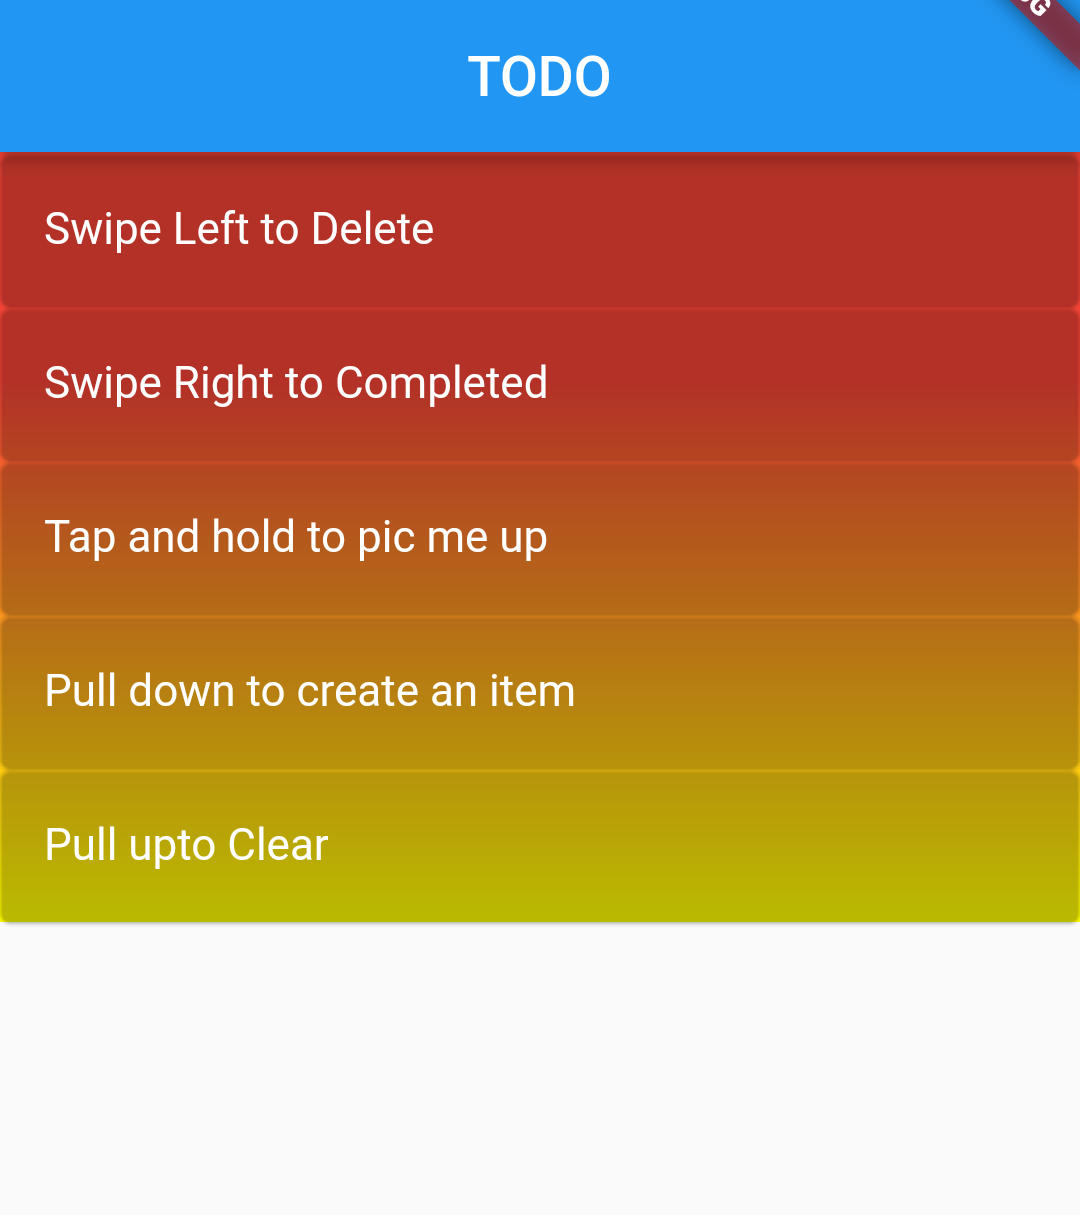 TODO
Swipe Left to Delete
Swipe Right to Completed
Tap and hold to pic me up
Pull down to create an item
Pull upto Clear